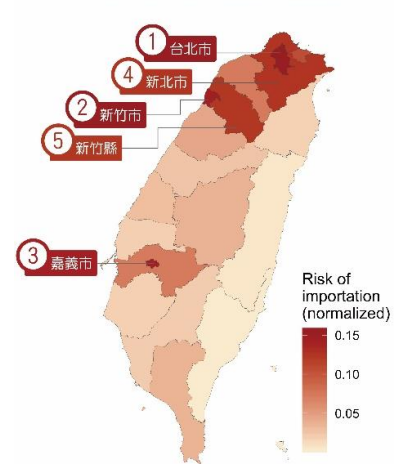 1 台北市
4 新北市
2 新竹市
5 新竹縣
3 嘉義市
Risk of
importation
(normalized)
0.15
0.10
0.05